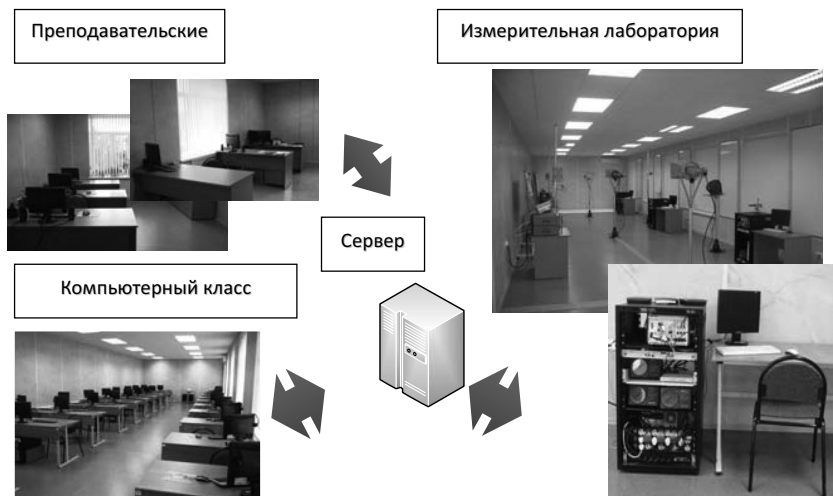 Преподавательские
Измерительная лаборатория
Сервер
Компьютерный класс